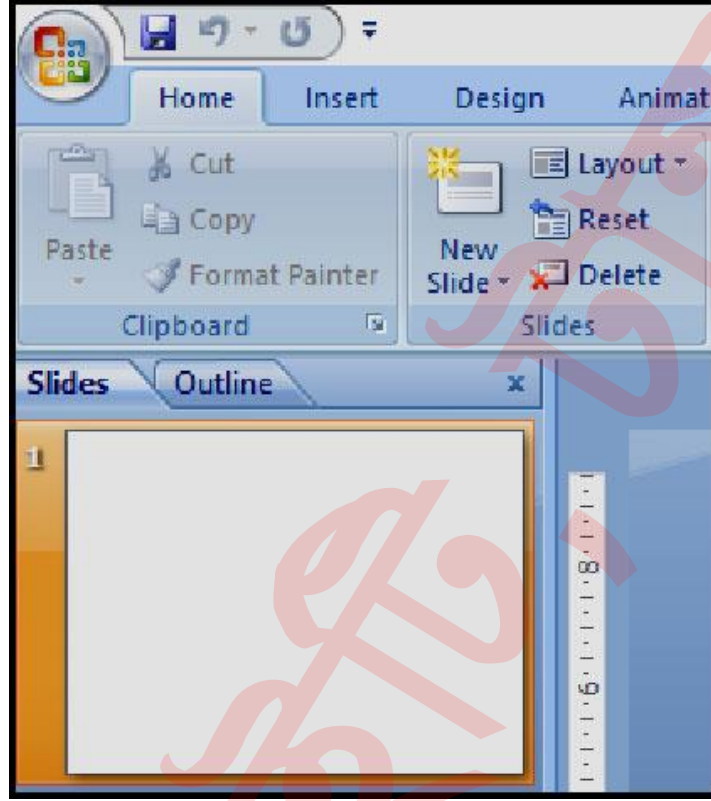 Home Insert Design Animat
Cut
Layout
Copy
Reset
Paste
Format Painter
New
Slide
Delete
Clipboard
Slides
Slides Outline
1
8
6